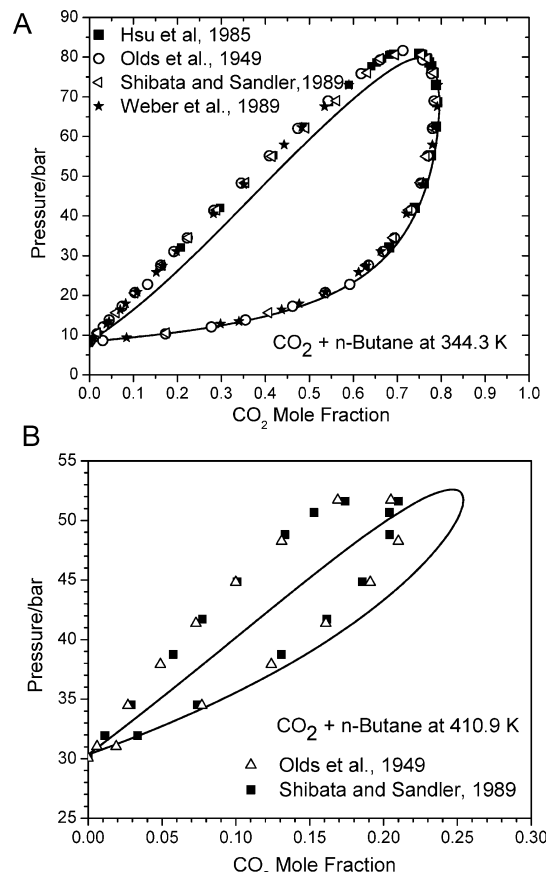 A
90
80
70
60
50
40
30
20
10
0
Pressure/bar
Hsu et al, 1985
Olds et al., 1949
Shibata and Sandler,1989
Weber et al., 1989
CO2 + n-Butane at 344.3 K
0.0 0.1 0.2 0.3 0.4 0.5 0.6 0.7 0.8 0.9 1.0
CO2 Mole Fraction
B
55
50
45
40
35
30
25
Pressure/bar
CO2 + n-Butane at 410.9 K
Olds et al., 1949
Shibata and Sandler, 1989
0.00 0.05 0.10 0.15 0.20 0.25 0.30
CO2 Mole Fraction